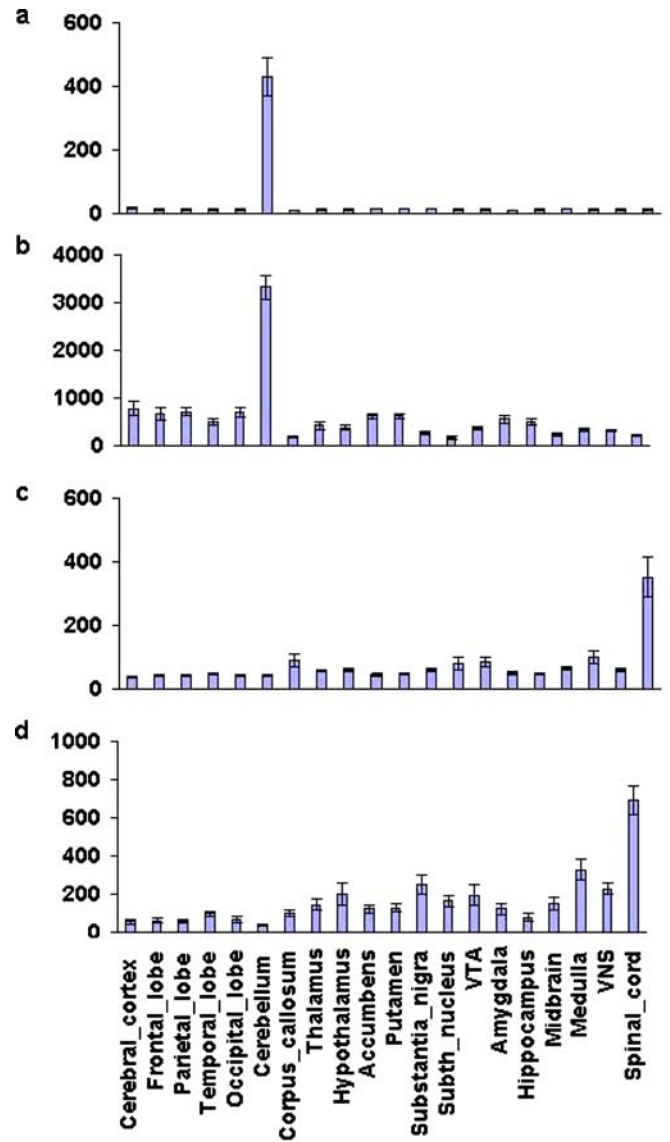 a
600
400
200
0
b
4000
3000
2000
1000
0
c
600
400
200
0
d
1000
800
600
400
200
0
Cerebral_cortex
Frontal_lobe
Parietal_lobe
Temporal_lobe
Occipital_lobe
Cerebellum
Corpus_callosum
Thalamus
Hypothalamus
Accumbens
Putamen
Substantia_nigra
Subth_nucleus
VTA
Amygdala
Hippocampus
Midbrain
Medulla
VNS
Spinal_cord